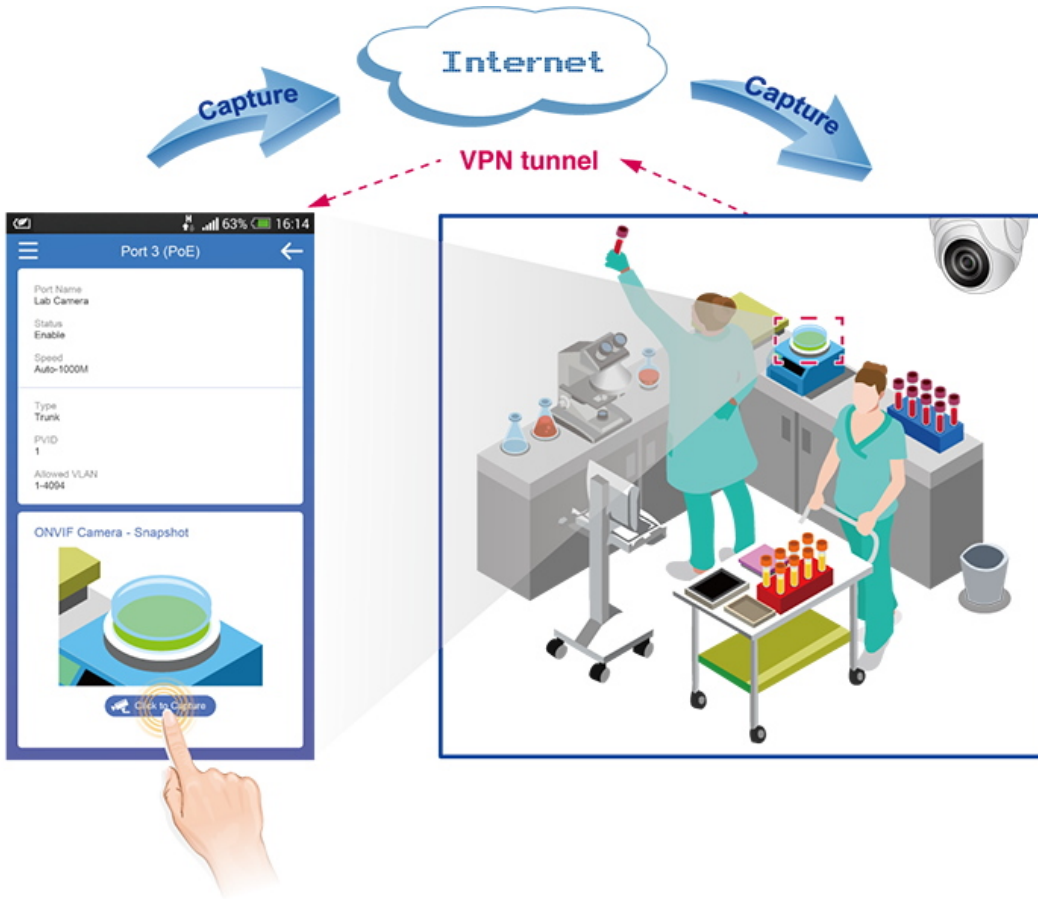 Internet
Capture
Capture
VPN tunnel
H
63%
16:14
Port 3 (PoE)
Port Name
Lab Camera
Status
Enable
Speed
Auto-1000M
Type
Trunk
PVID
1
Allowed VLAN
1-4094
ONVIF Camera - Snapshot
Click to Capture